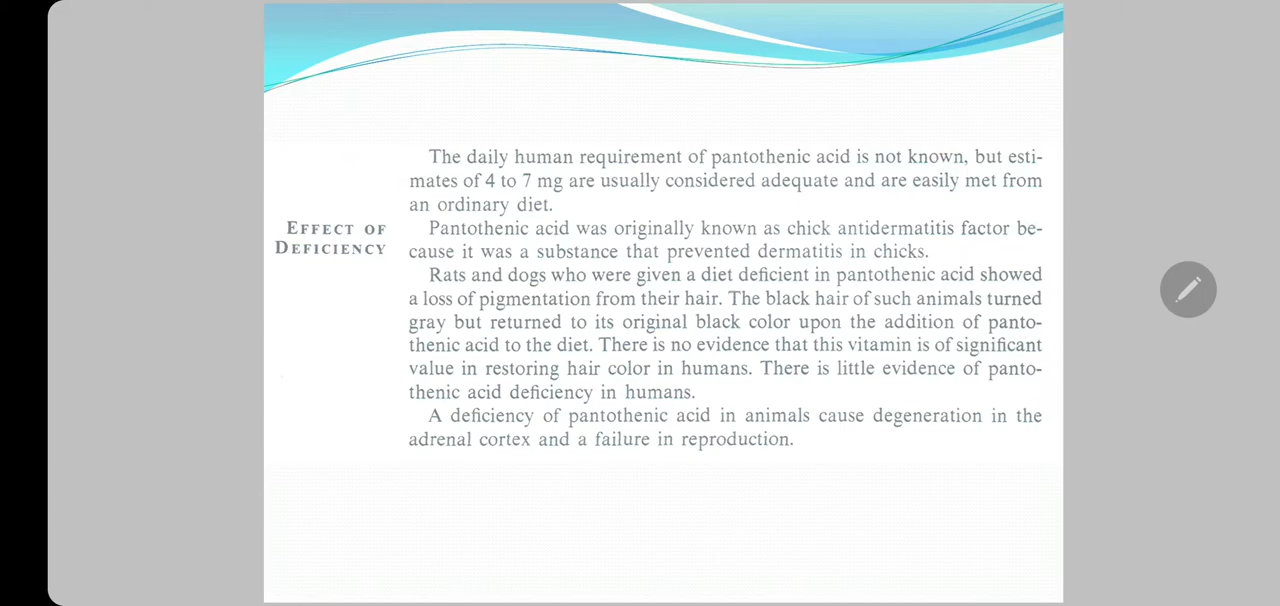 The daily human requirement of pantothenic acid is not known, but esti-
mates of 4 to 7 mg are usually considered adequate and are easily met from
an ordinary diet.
EFFECT OF
DEFICIENCY
Pantothenic acid was originally known as chick antidermatitis factor be-
cause it was a substance that prevented dermatitis in chicks.
Rats and dogs who were given a diet deficient in pantothenic acid showed
a loss of pigmentation from their hair. The black hair of such animals turned
gray but returned to its original black color upon the addition of panto-
thenic acid to the diet. There is no evidence that this vitamin is of significant
value in restoring hair color in humans. There is little evidence of panto-
thenic acid deficiency in humans.
A deficiency of pantothenic acid in animals cause degeneration in the
adrenal cortex and a failure in reproduction.